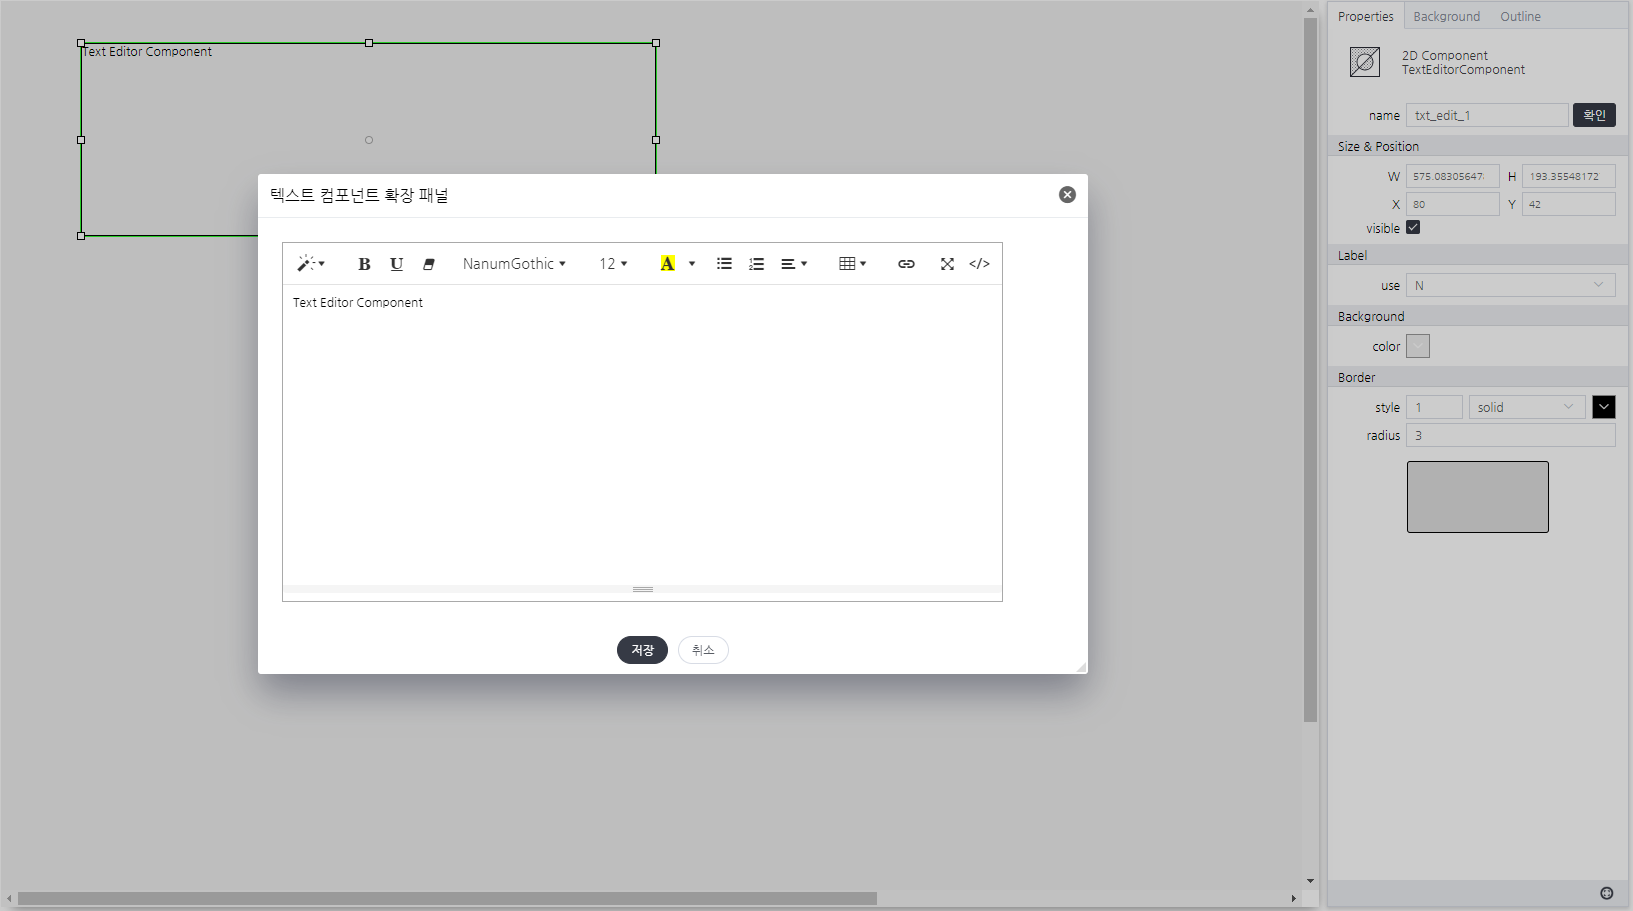 Text Editor Component
텍스트 컴포넌트 확장 패널
B U NanumGothic 12 A </>
Text Editor Component
저장 취소
Properties Background Outline
2D Component
TextEditorComponent
name txt_edit_1 확인
Size & Position
W 575.08305647 H 193.35548172
X 80 Y 42
visible
Label
use N
Background
color
Border
style 1 solid
radius 3